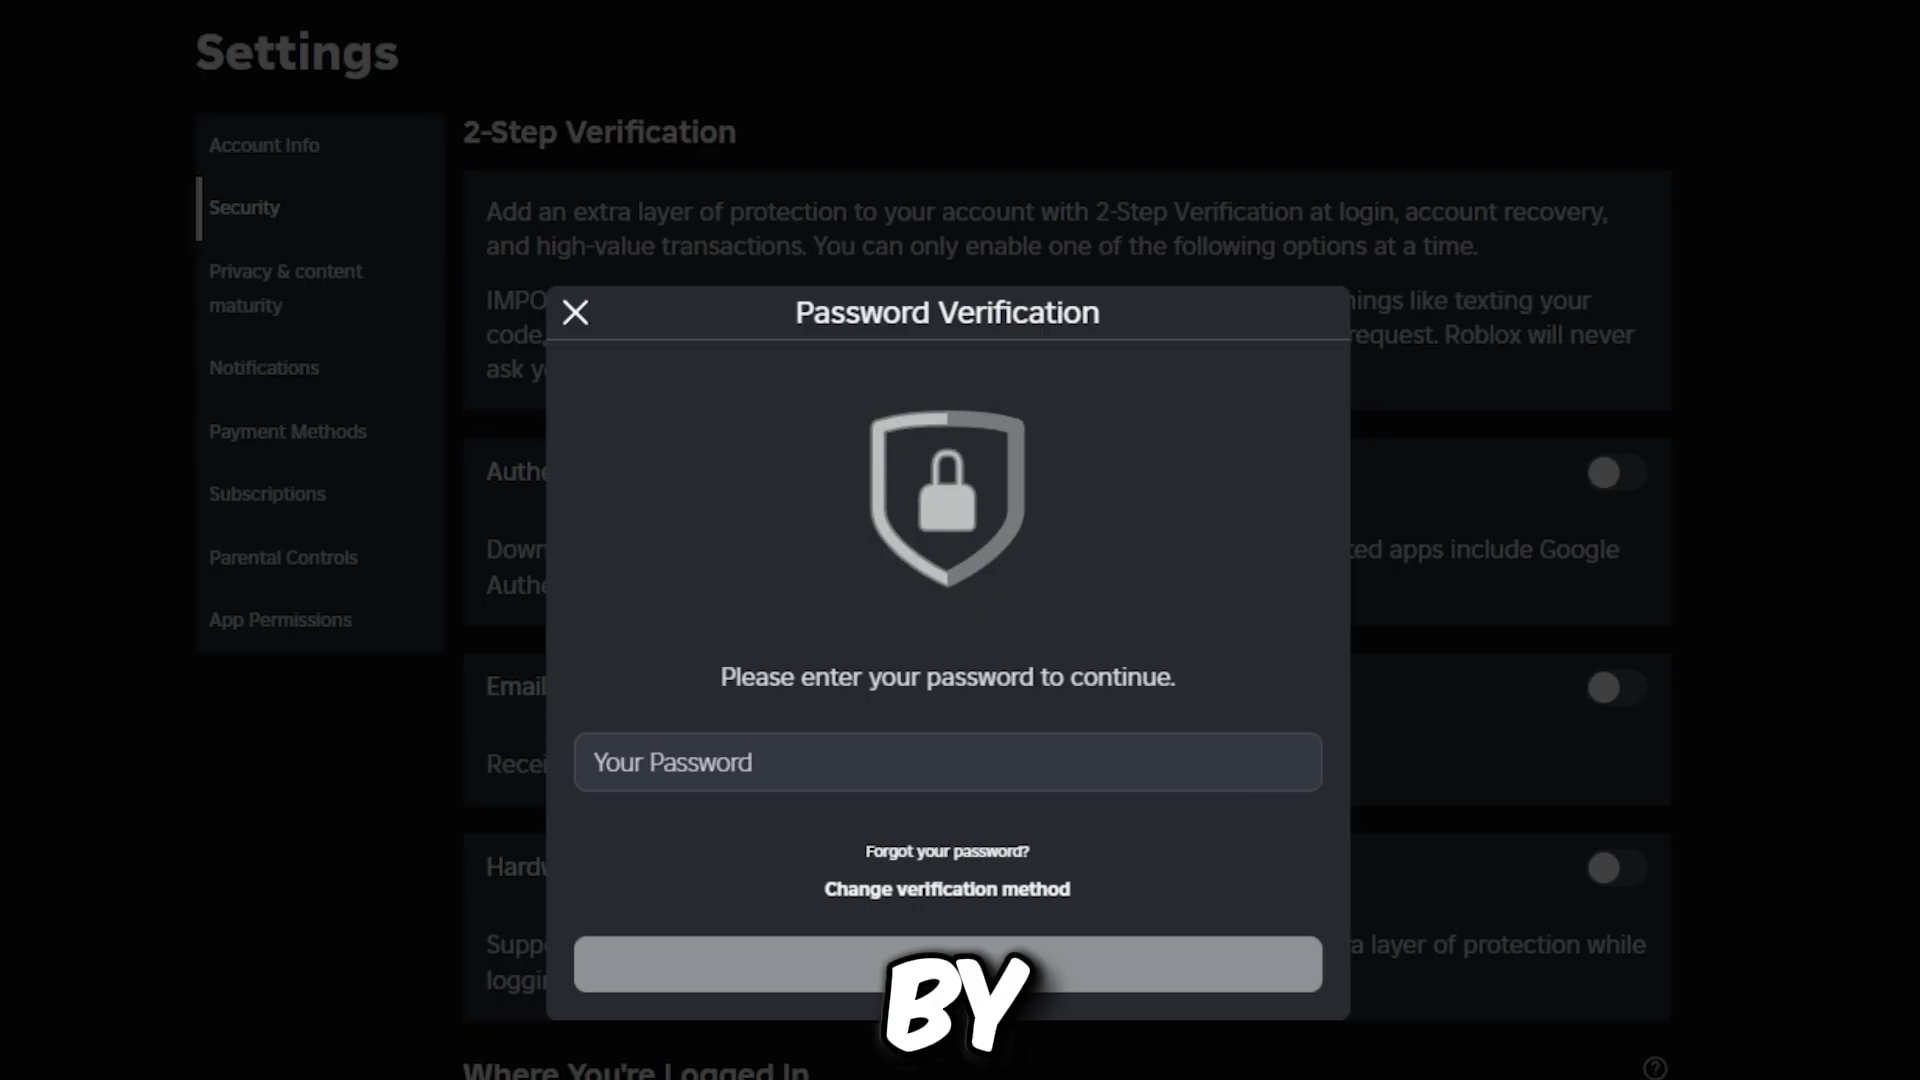 Settings
Account Info
Security
Privacy & content
maturity
Notifications
Payment Methods
Subscriptions
Parental Controls
App Permissions
2-Step Verification
Add an extra layer of protection to your account with 2-Step Verification at login, account recovery,
and high-value transactions. You can only enable one of the following options at a time.
IMPO
ings like texting your
code,
request. Roblox will never
ask y
Password Verification
Please enter your password to continue.
Your Password
Forgot your password?
Change verification method
BY
Authe
Down
ted apps include Google
Authe
Email
Recei
Hardw
Suppo
a layer of protection while
loggin
Where You're Logged In